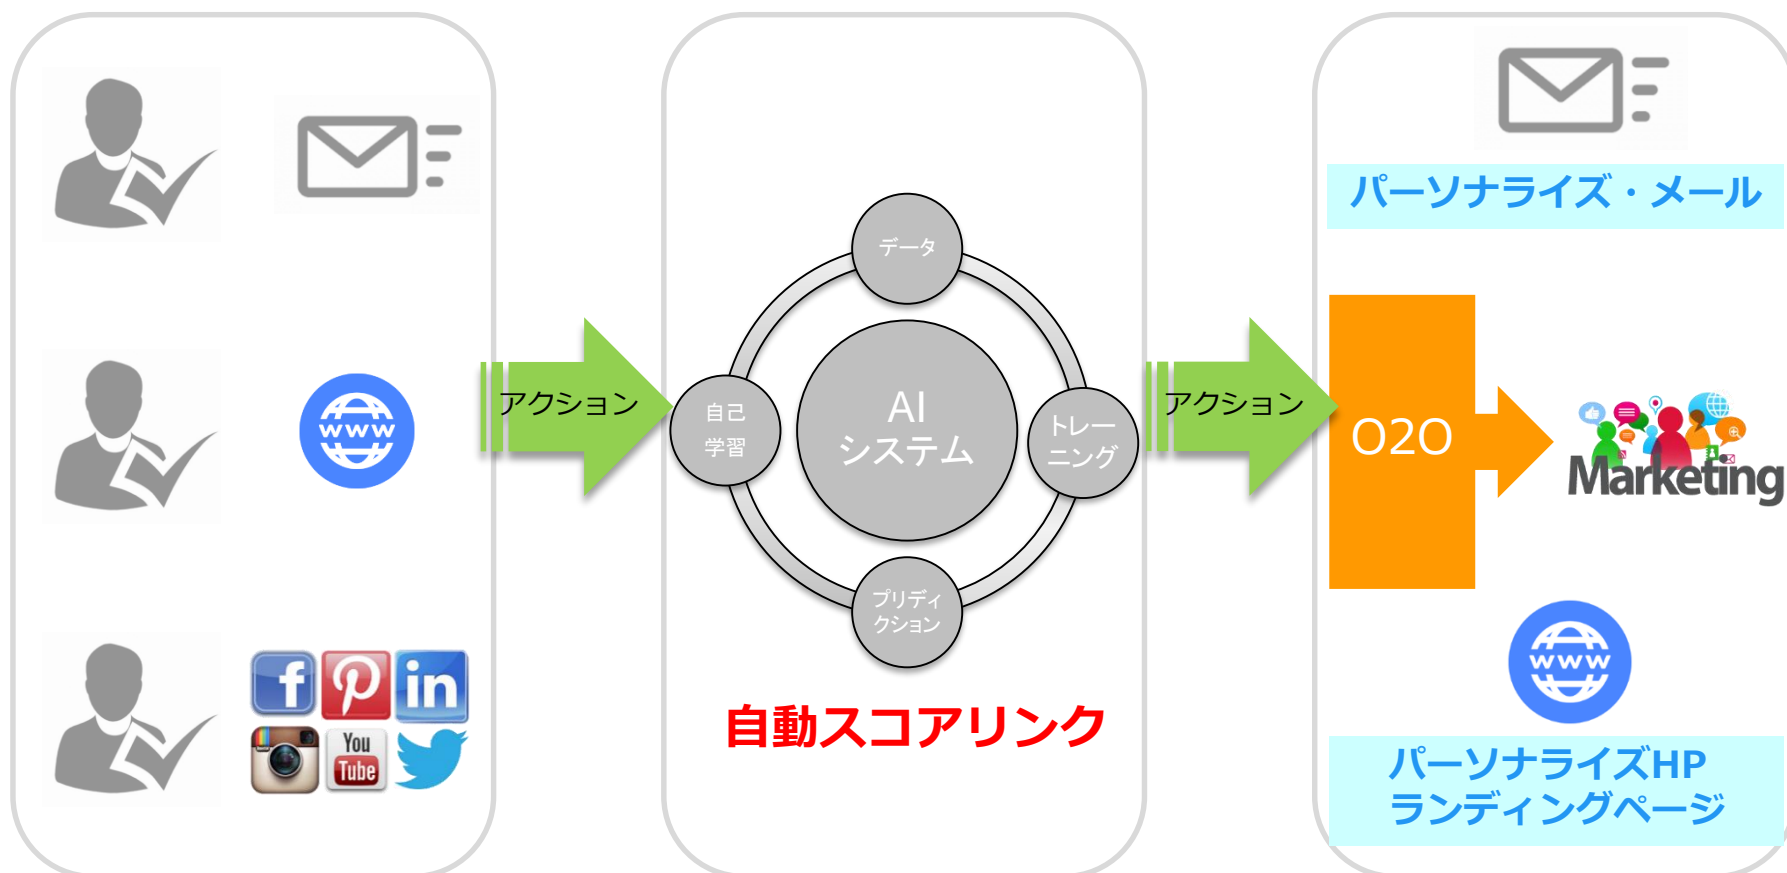 www
You
Tube
アクション
データ
自己
学習
AI
システム
トレー
ニング
プリディ
クション
自動スコアリンク
アクション
パーソナライズ・メール
O2O
Marketing
www
パーソナライズHP
ランディングページ